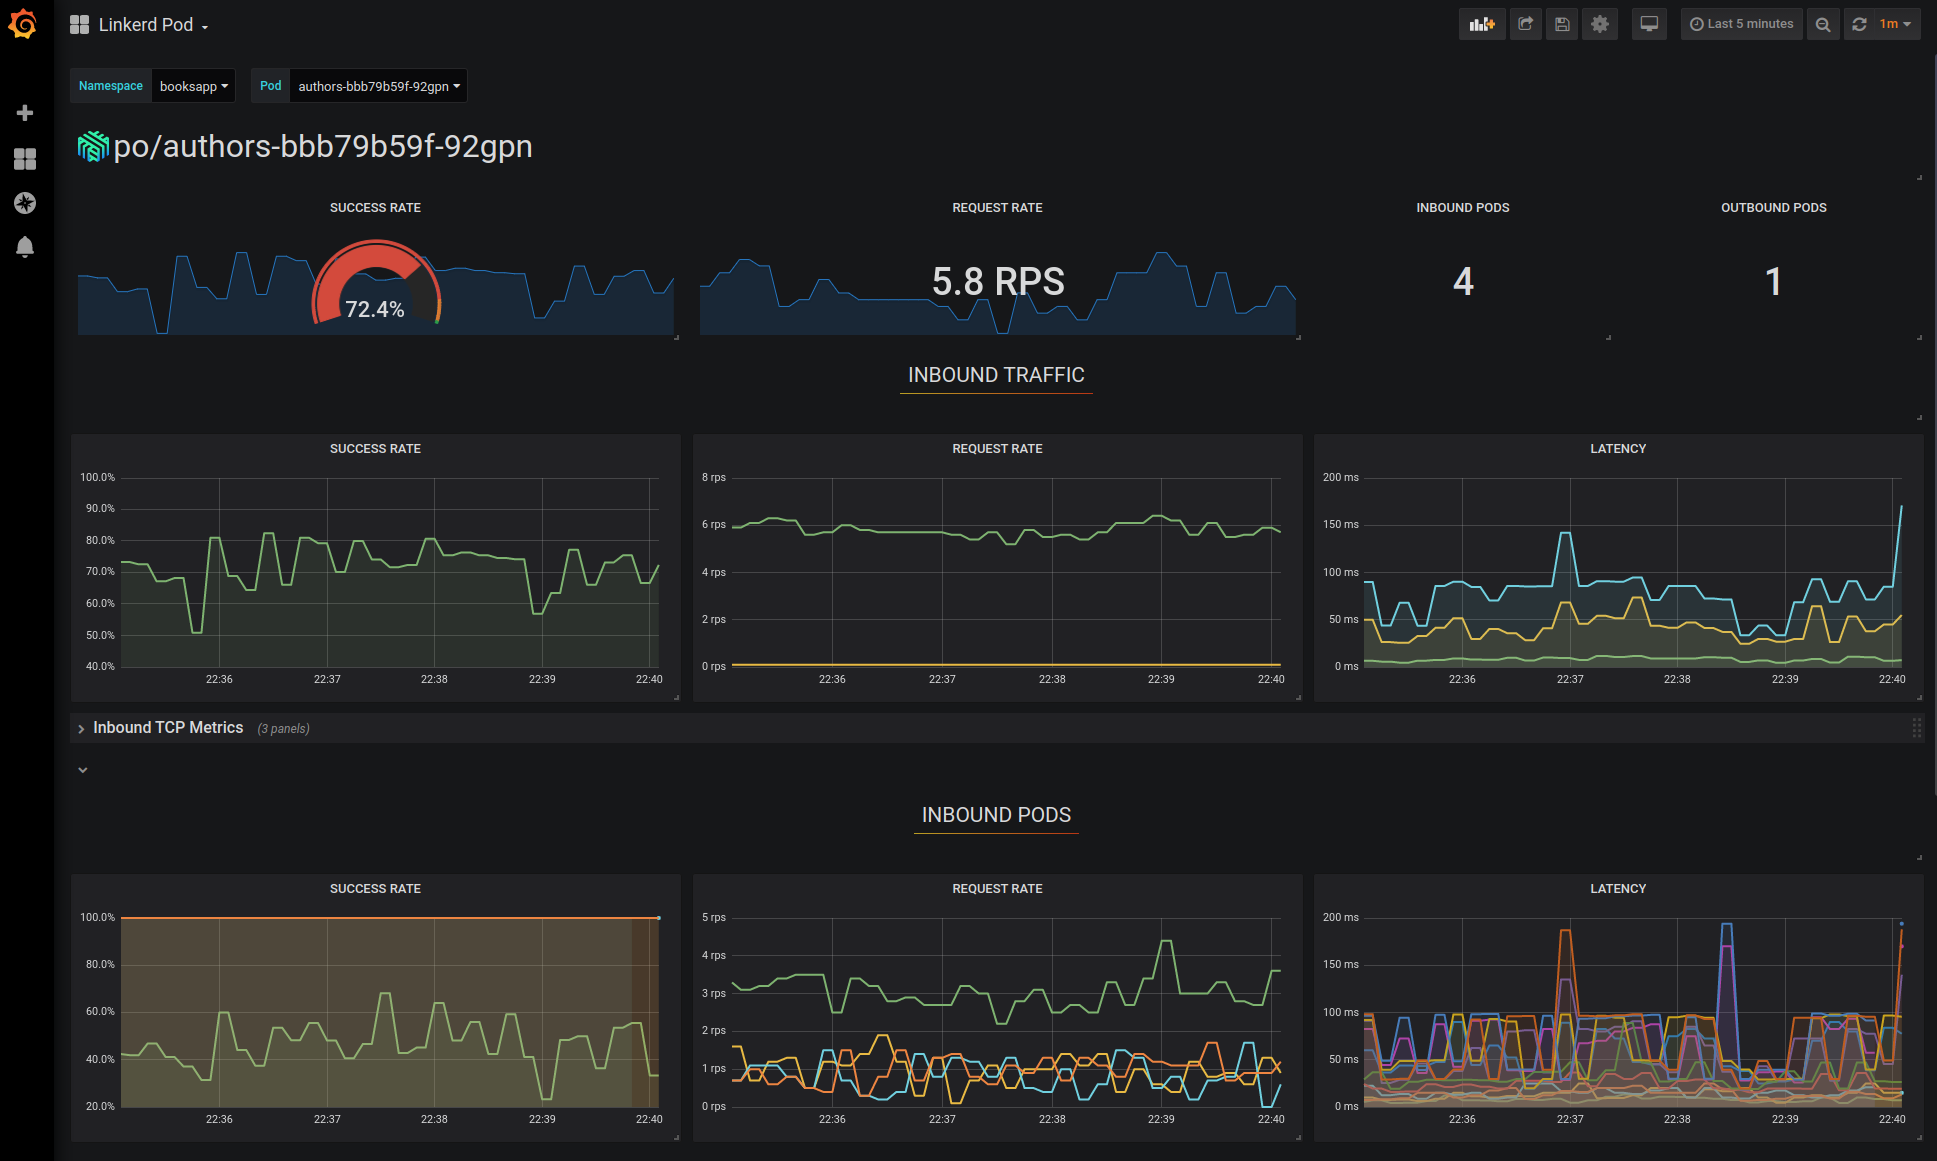 Linkerd Pod
Last 5 minutes
1m
Namespace booksapp Pod authors-bbb79b59f-92gpn
po/authors-bbb79b59f-92gpn
SUCCESS RATE
72.4%
REQUEST RATE
5.8 RPS
INBOUND PODS
4
OUTBOUND PODS
1
INBOUND TRAFFIC
SUCCESS RATE
100.0%
90.0%
80.0%
70.0%
60.0%
50.0%
40.0%
22:36 22:37 22:38 22:39 22:40
REQUEST RATE
8 rps
6 rps
4 rps
2 rps
0 rps
22:36 22:37 22:38 22:39 22:40
LATENCY
200 ms
150 ms
100 ms
50 ms
0 ms
22:36 22:37 22:38 22:39 22:40
Inbound TCP Metrics (3 panels)
INBOUND PODS
SUCCESS RATE
100.0%
80.0%
60.0%
40.0%
20.0%
22:36 22:37 22:38 22:39 22:40
REQUEST RATE
5 rps
4 rps
3 rps
2 rps
1 rps
0 rps
22:36 22:37 22:38 22:39 22:40
LATENCY
200 ms
150 ms
100 ms
50 ms
0 ms
22:36 22:37 22:38 22:39 22:40